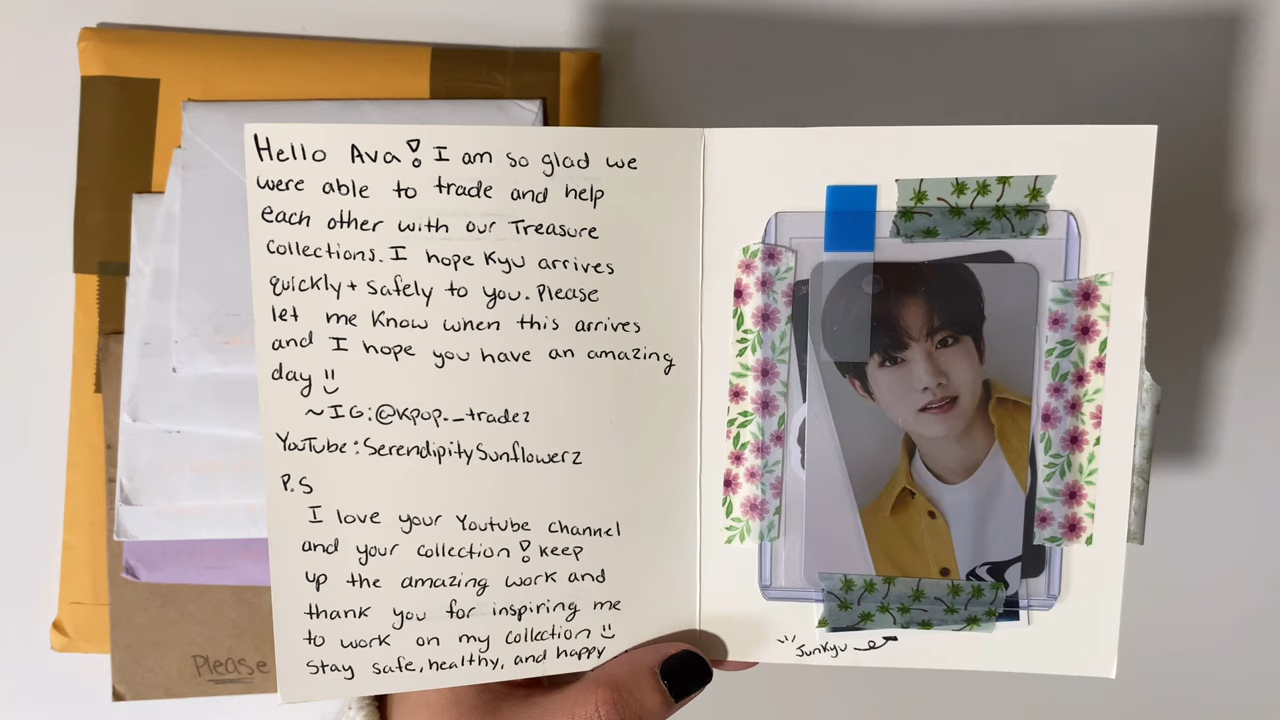 Hello Ava! I am so glad we
were able to trade and help
each other with our Treasure
collections. I hope Kyu arrives
quickly + safely to you. Please
let me know when this arrives
and I hope you have an amazing
day :)
~IG: @kpop._tradez
YouTube: SerendipitySunflowerz
P.S
I love your Youtube channel
and your collection! keep
up the amazing work and
thank you for inspiring me
to work on my collection :)
stay safe, healthy, and happy
Junkyu
Please